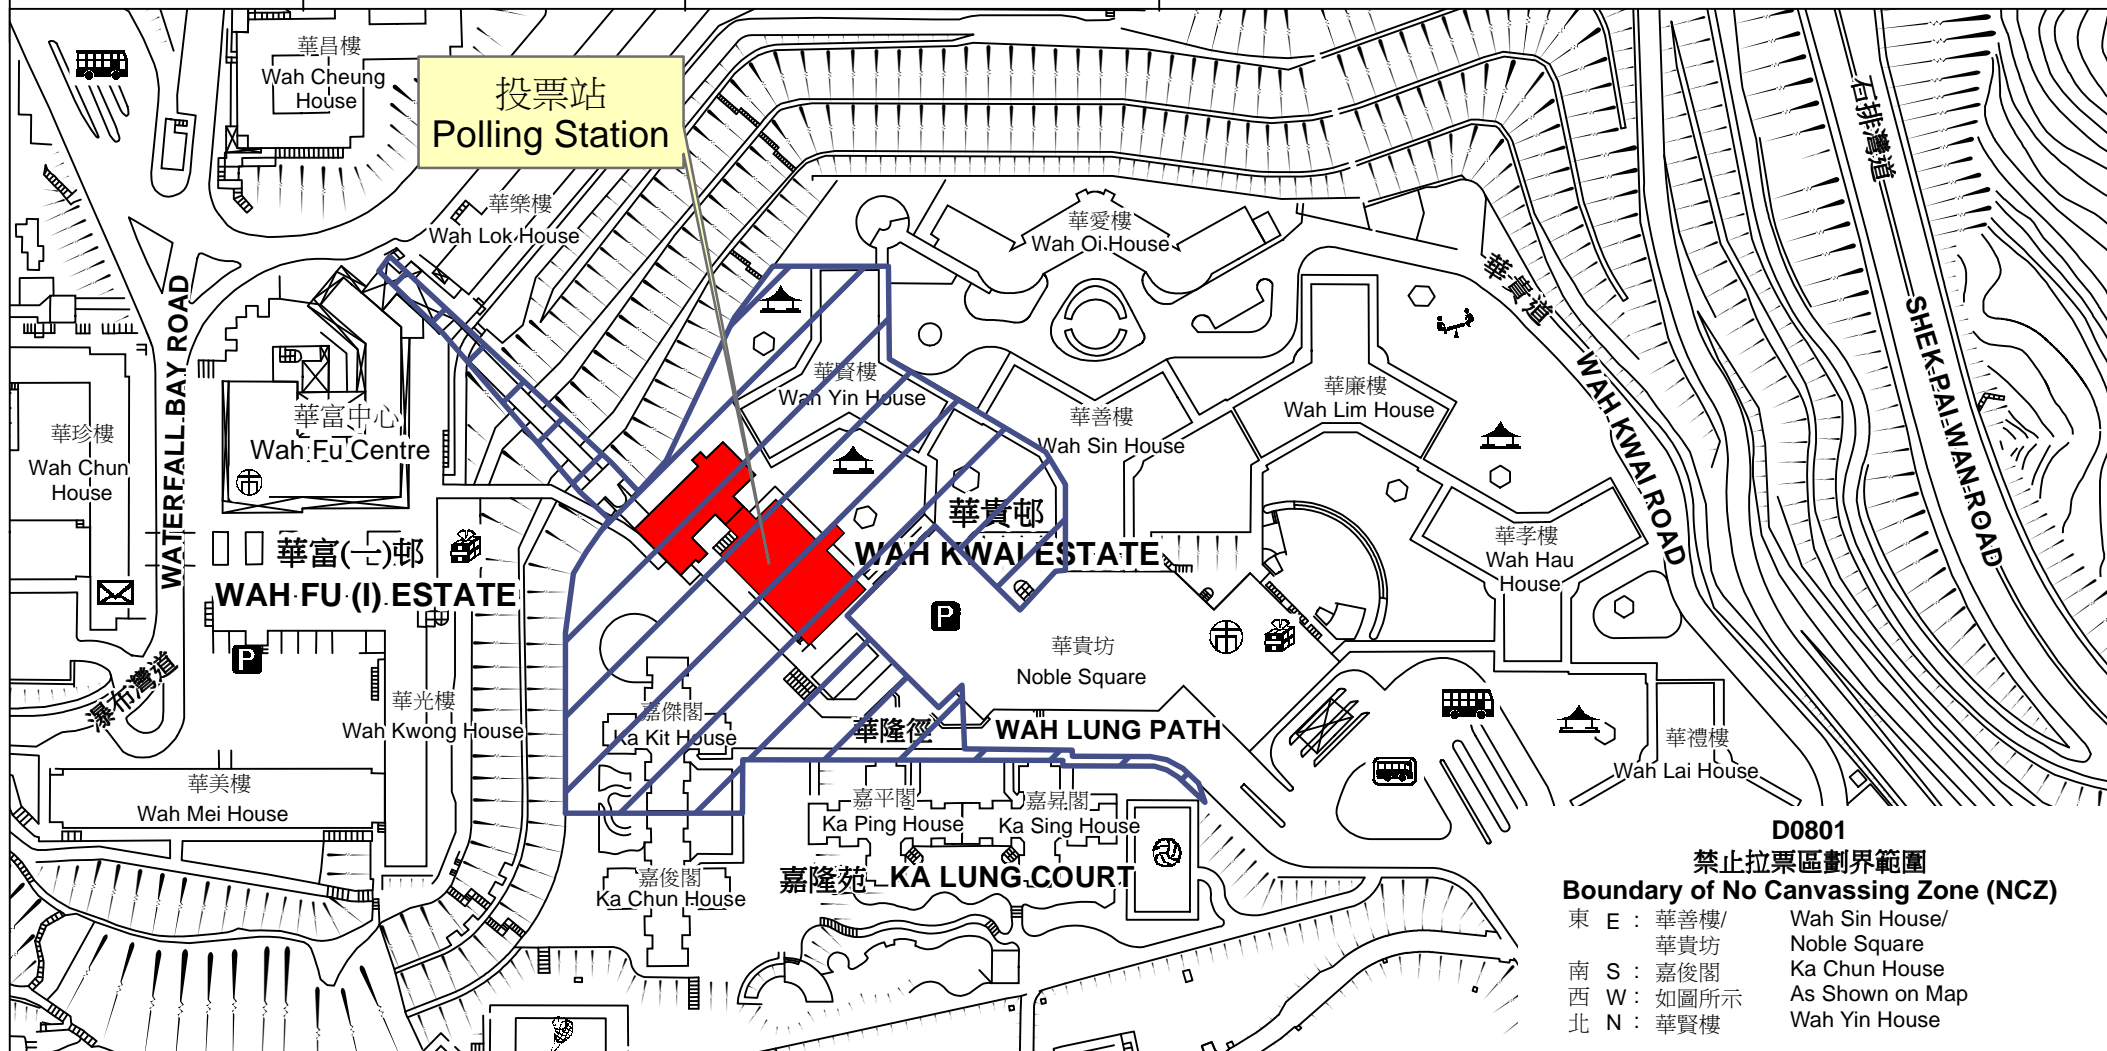 華昌樓
Wah Cheung
House
投票站
Polling Station
石排灣道
華樂樓
Wah Lok House
華愛樓
Wah Oi House
華貴道
WATERFALL BAY ROAD
SHEK PAI WAN ROAD
WAH KWAI ROAD
華賢樓
Wah Yin House
華廉樓
Wah Lim House
華善樓
Wah Sin House
華富中心
Wah Fu Centre
華珍樓
Wah Chun
House
華貴邨
WAH KWAI ESTATE
華孝樓
Wah Hau
House
華富(一)邨
WAH FU (I) ESTATE
P
P
華貴坊
Noble Square
瀑布灣道
華光樓
Wah Kwong House
嘉傑閣
Ka Kit House
華隆徑
WAH LUNG PATH
華禮樓
Wah Lai House
華美樓
Wah Mei House
嘉平閣
Ka Ping House
嘉昇閣
Ka Sing House
嘉俊閣
Ka Chun House
嘉隆苑 KA LUNG COURT
D0801
禁止拉票區劃界範圍
Boundary of No Canvassing Zone (NCZ)
東 E : 華善樓/ Wah Sin House/
華貴坊 Noble Square
南 S : 嘉俊閣 Ka Chun House
西 W : 如圖所示 As Shown on Map
北 N : 華賢樓 Wah Yin House